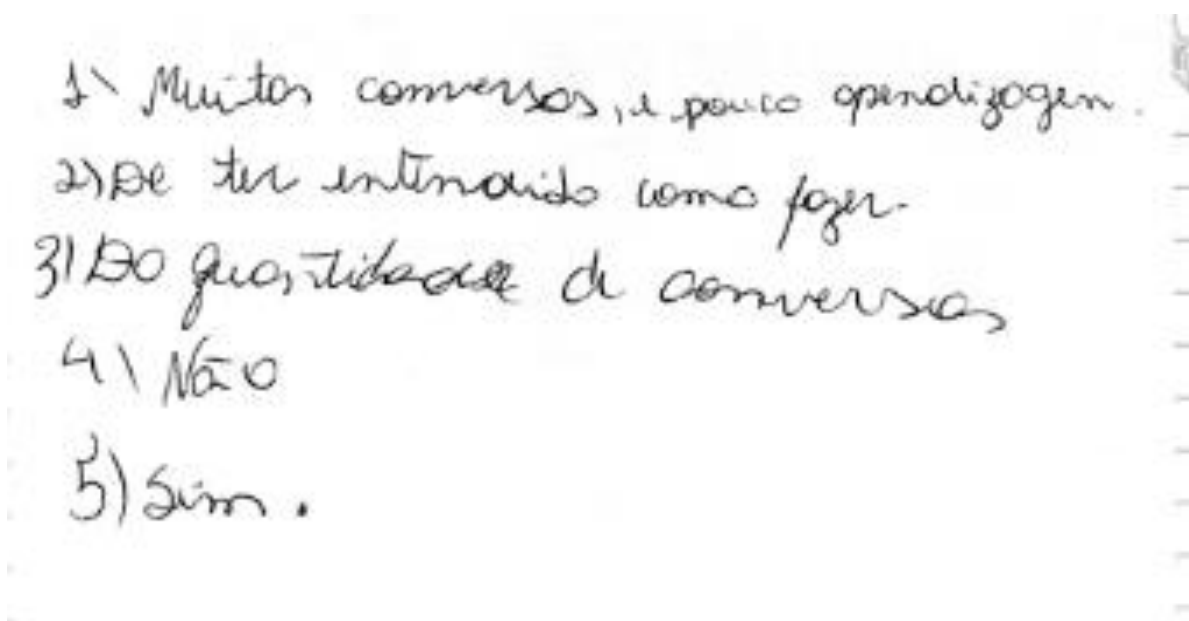 1) Muitas conversas, e pouco aprendizagem.
2) De ter entendido como fazer.
3) Da quantidade de conversas
4) Não
5) Sim.